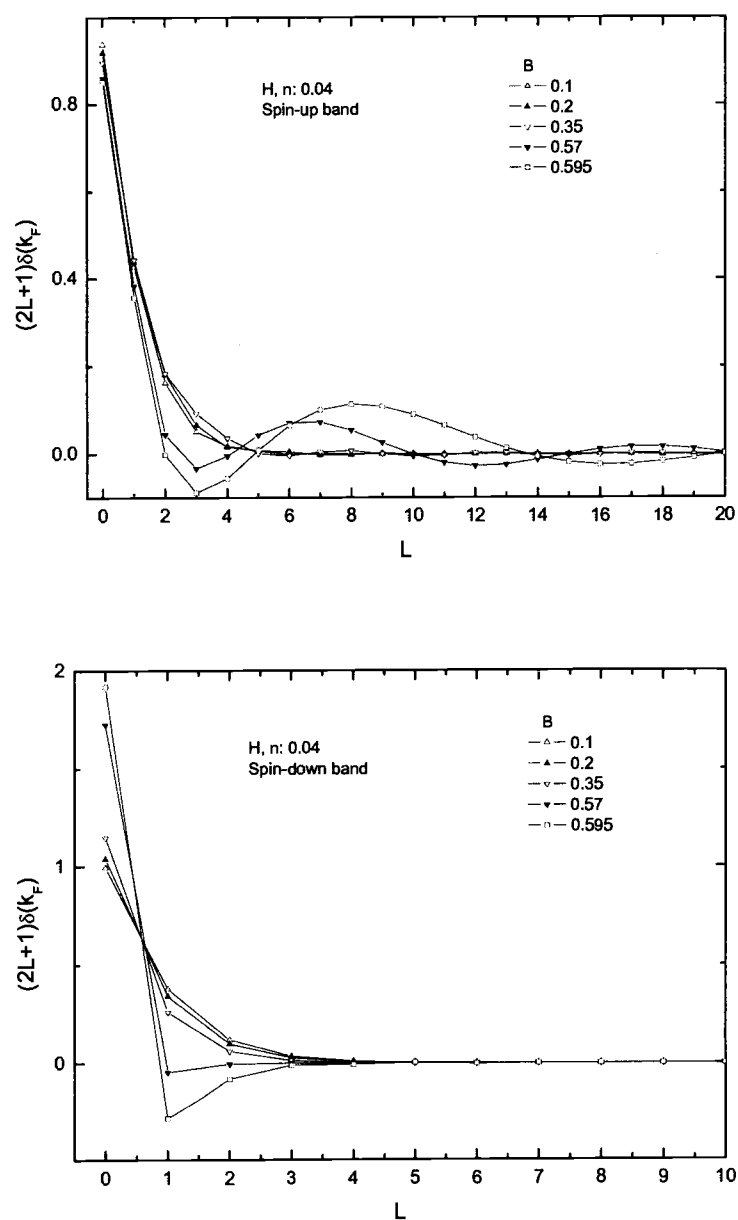 0.8
0.4
0.0
(2L+1)δ(k_F)
H, n: 0.04
Spin-up band
B
0.1
0.2
0.35
0.57
0.595
0 2 4 6 8 10 12 14 16 18 20
L
2
1
0
(2L+1)δ(k_F)
H, n: 0.04
Spin-down band
B
0.1
0.2
0.35
0.57
0.595
0 1 2 3 4 5 6 7 8 9 10
L